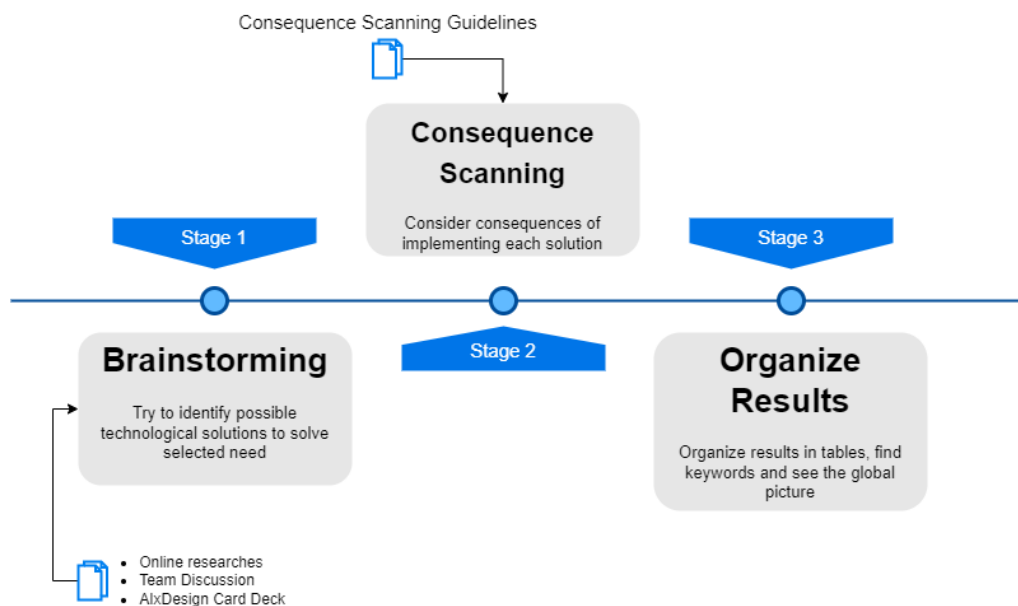 Consequence Scanning Guidelines
Consequence
Scanning
Consider consequences of
implementing each solution
Stage 1
Stage 3
Stage 2
Brainstorming
Try to identify possible
technological solutions to solve
selected need
Organize
Results
Organize results in tables, find
keywords and see the global
picture
• Online researches
• Team Discussion
• AIxDesign Card Deck